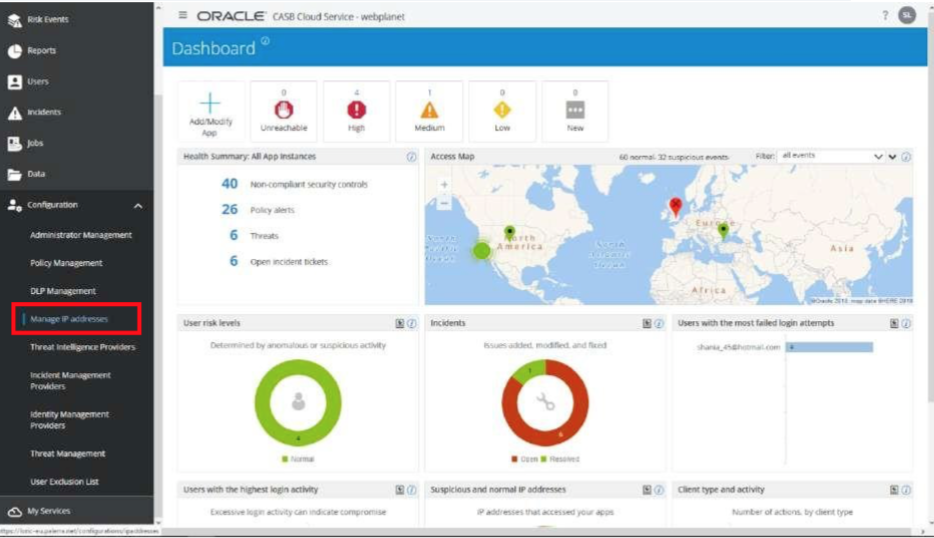 Risk Events
Reports
Users
Incidents
Jobs
Data
Configuration
Administrator Management
Policy Management
DLP Management
Manage IP addresses
Threat Intelligence Providers
Incident Management
Providers
Identity Management
Providers
Threat Management
User Exclusion List
My Services
ORACLE CASB Cloud Service - webplanet
? SL
Dashboard
Add/Modify
App
0
Unreachable
4
High
1
Medium
0
Low
0
New
Health Summary: All App Instances
40 Non-compliant security controls
26 Policy alerts
6 Threats
6 Open incident tickets
Access Map
60 normal, 32 suspicious events
Filter: all events
+
−
North
America
Europe
Africa
Asia
User risk levels
Determined by anomalous or suspicious activity
4
Normal
Incidents
Issues added, modified, and fixed
1
6
Open Resolved
Users with the most failed login attempts
shania_45@hotmail.com 4
Users with the highest login activity
Excessive login activity can indicate compromise
Suspicious and normal IP addresses
IP addresses that accessed your apps
Client type and activity
Number of actions, by client type